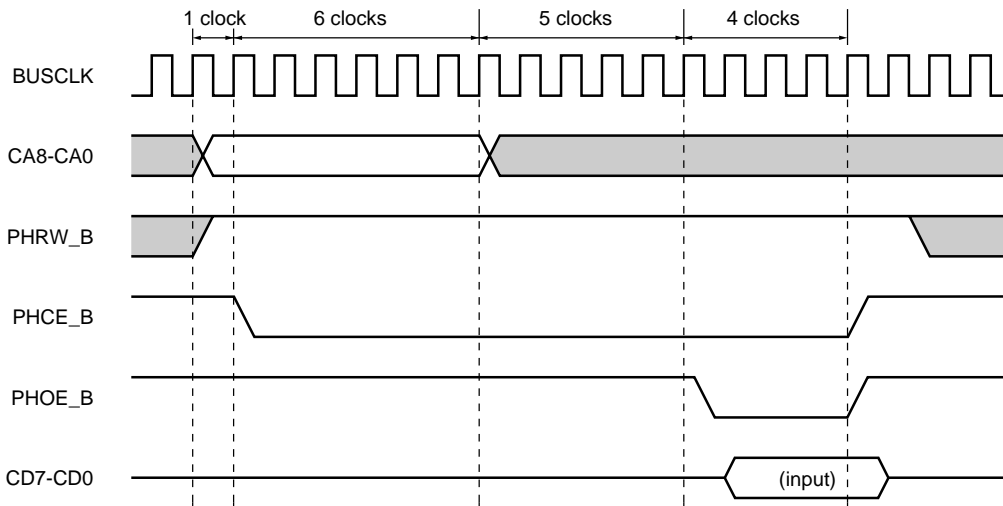 1 clock 6 clocks 5 clocks 4 clocks
BUSCLK
CA8-CA0
PHRW_B
PHCE_B
PHOE_B
CD7-CD0 (input)